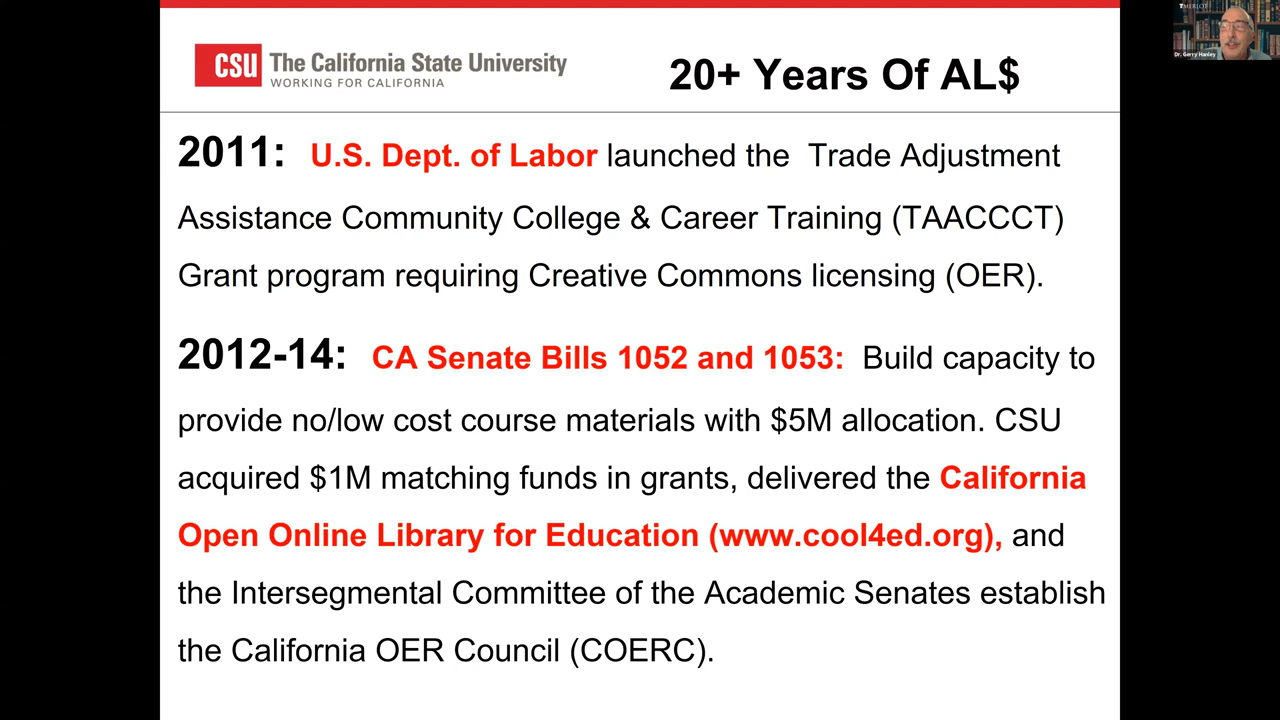 CSU The California State University
WORKING FOR CALIFORNIA
20+ Years Of AL$
2011: U.S. Dept. of Labor launched the Trade Adjustment
Assistance Community College & Career Training (TAACCCT)
Grant program requiring Creative Commons licensing (OER).
2012-14: CA Senate Bills 1052 and 1053: Build capacity to
provide no/low cost course materials with $5M allocation. CSU
acquired $1M matching funds in grants, delivered the California
Open Online Library for Education (www.cool4ed.org), and
the Intersegmental Committee of the Academic Senates establish
the California OER Council (COERC).
MERLOT
Dr. Gerry Hanley